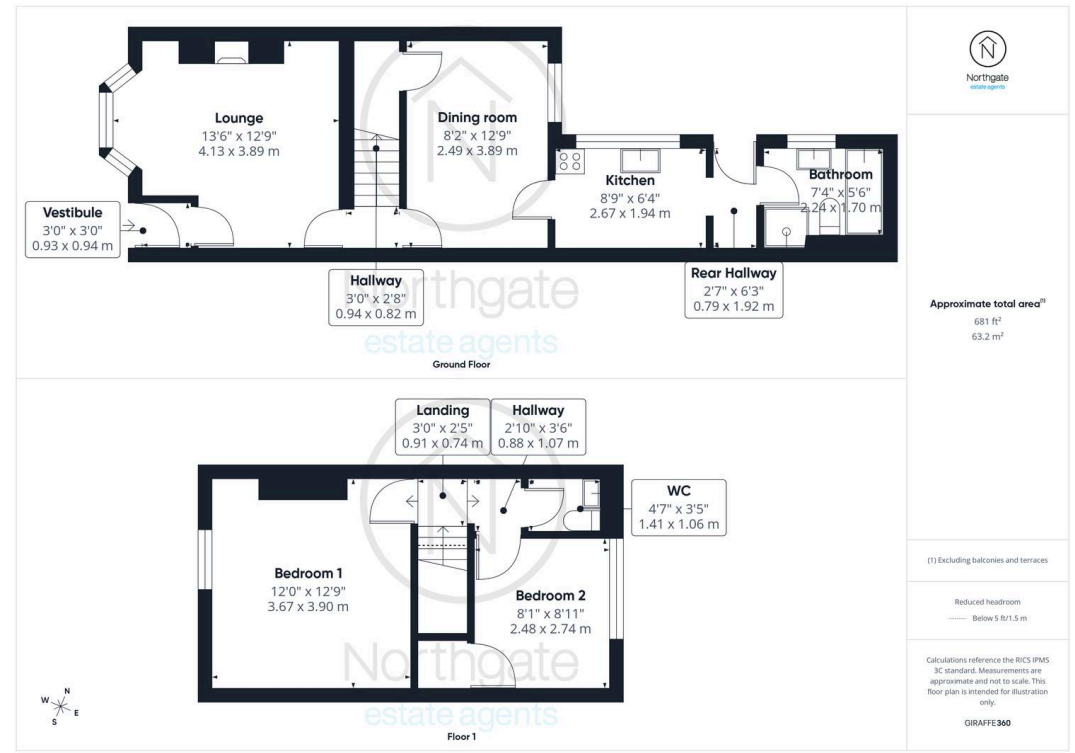 Lounge
13'6" x 12'9"
4.13 x 3.89 m
Dining room
8'2" x 12'9"
2.49 x 3.89 m
Kitchen
8'9" x 6'4"
2.67 x 1.94 m
Bathroom
7'4" x 5'6"
2.24 x 1.70 m
Vestibule
3'0" x 3'0"
0.93 x 0.94 m
Hallway
3'0" x 2'8"
0.94 x 0.82 m
Rear Hallway
2'7" x 6'3"
0.79 x 1.92 m
Northgate
estate agents
Ground Floor
Landing
3'0" x 2'5"
0.91 x 0.74 m
Hallway
2'10" x 3'6"
0.88 x 1.07 m
WC
4'7" x 3'5"
1.41 x 1.06 m
Bedroom 1
12'0" x 12'9"
3.67 x 3.90 m
Bedroom 2
8'1" x 8'11"
2.48 x 2.74 m
Northgate
estate agents
N
W
E
S
Floor 1
N
Northgate
estate agents
Approximate total area(1)
681 ft²
63.2 m²
(1) Excluding balconies and terraces
Reduced headroom
Below 5 ft/1.5 m
Calculations reference the RICS IPMS
3C standard. Measurements are
approximate and not to scale. This
floor plan is intended for illustration
only.
GIRAFFE360